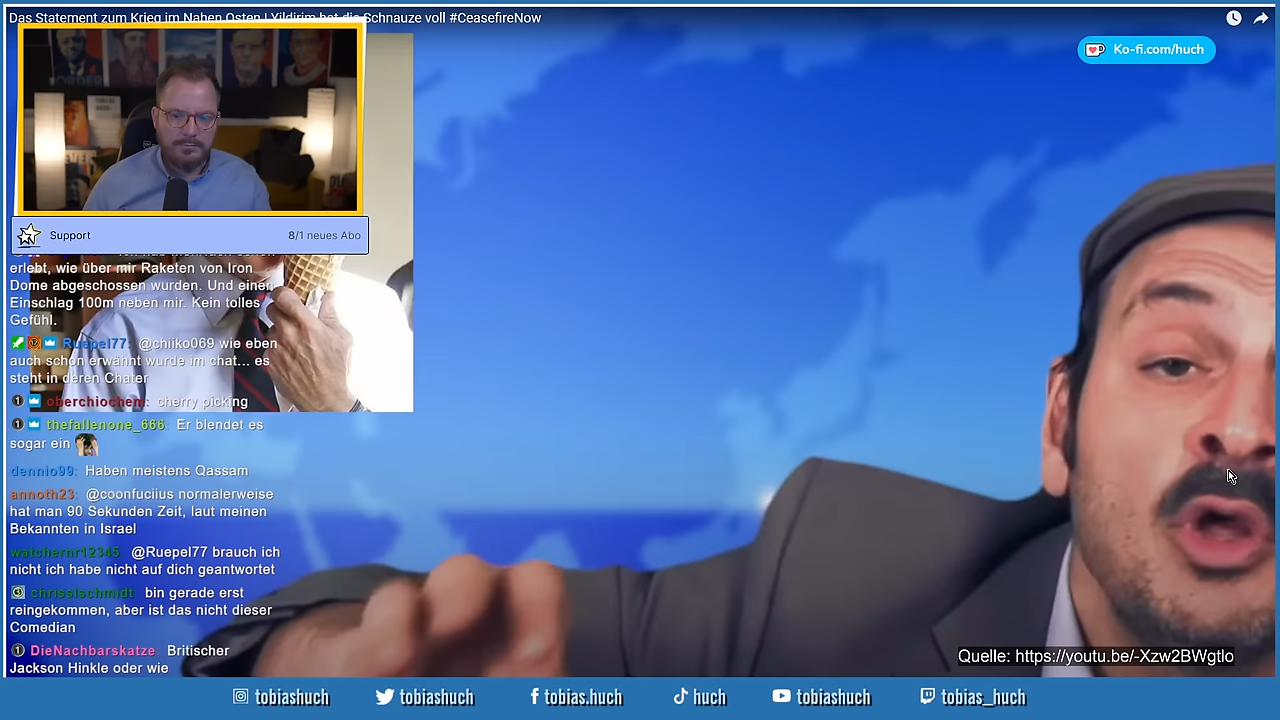 Das Statement zum Krieg im Nahen Osten | Yildirim hat die Schnauze voll #CeasefireNow
Ko-fi.com/huch
Support
8/1 neues Abo
erlebt, wie über mir Raketen von Iron
Dome abgeschossen wurden. Und einen
Einschlag 100m neben mir. Kein tolles
Gefühl.
Ruepel77: @chiiko069 wie eben
auch schon erwähnt wurde im chat... es
steht in deren Chater
oberchiochem: cherry picking
thefallenone_666: Er blendet es
sogar ein
dennio99: Haben meistens Qassam
annoth23: @coonfuciius normalerweise
hat man 90 Sekunden Zeit, laut meinen
Bekannten in Israel
watchernr12345 @Ruepel77 brauch ich
nicht ich habe nicht auf dich geantwortet
chrissischmidt bin gerade erst
reingekommen, aber ist das nicht dieser
Comedian
DieNachbarskatze Britischer
Jackson Hinkle oder wie
Quelle: https://youtu.be/-Xzw2BWgtlo
tobiashuch
tobiashuch
tobias.huch
huch
tobiashuch
tobias_huch